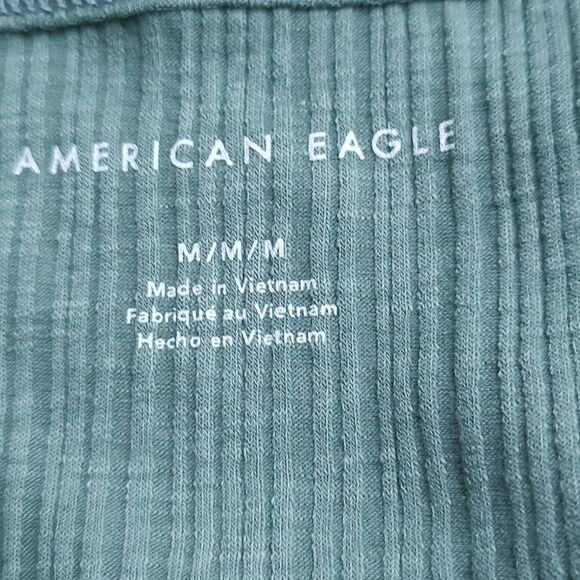 AMERICAN EAGLE
M/M/M
Made in Vietnam
Fabriqué au Vietnam
Hecho en Vietnam